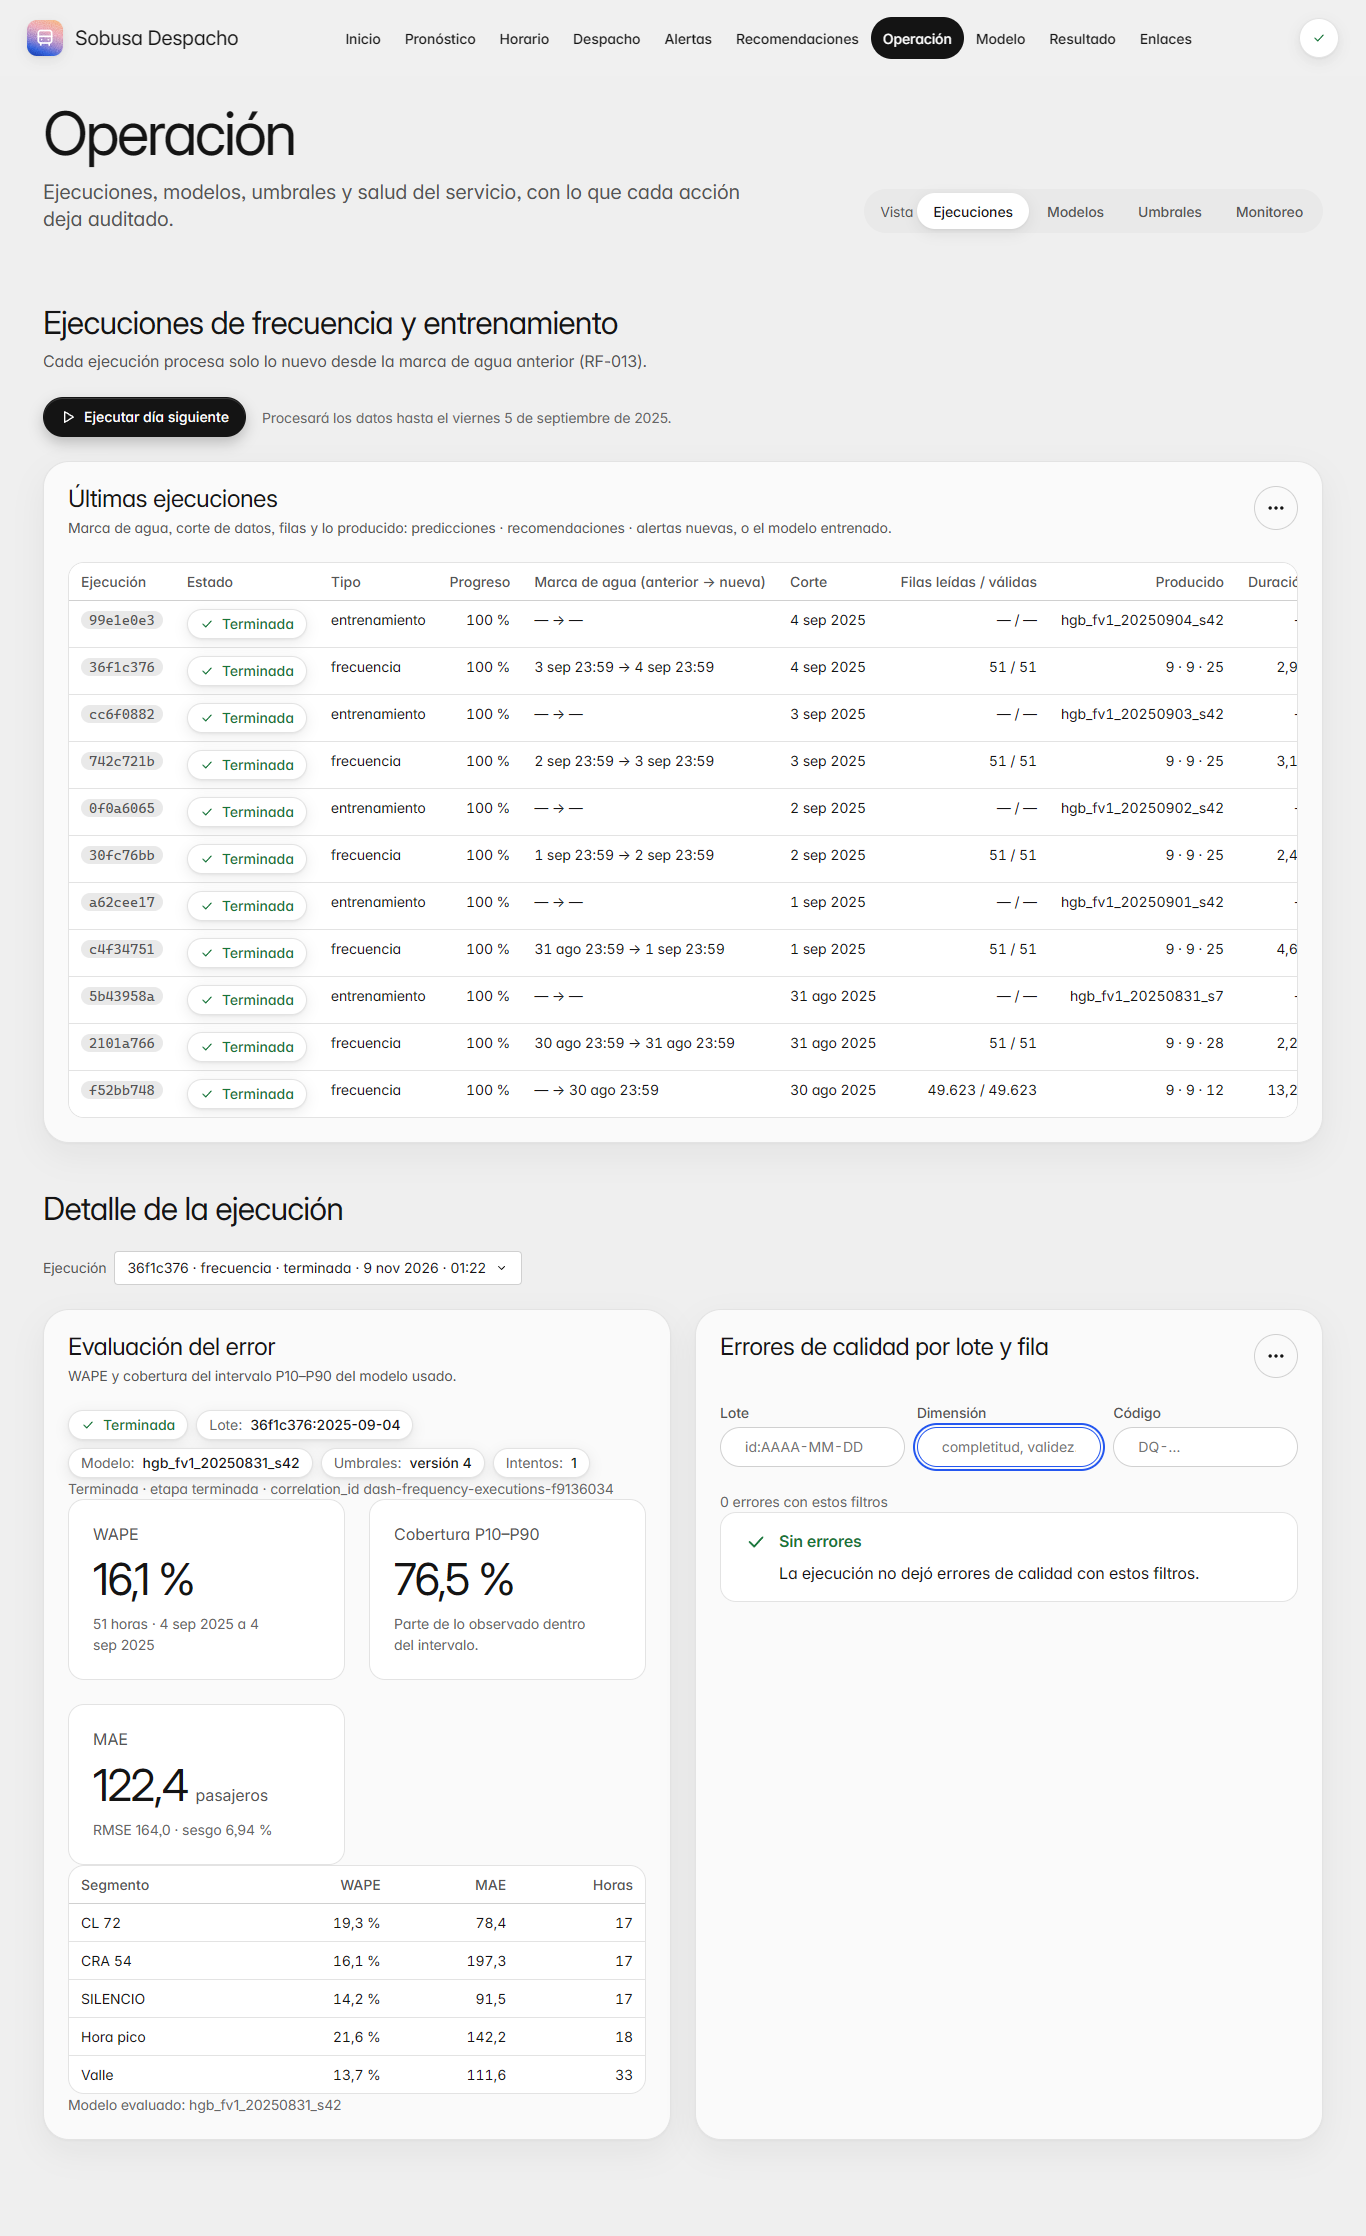 Sobusa Despacho
Inicio Pronóstico Horario Despacho Alertas Recomendaciones Operación Modelo Resultado Enlaces
Operación
Ejecuciones, modelos, umbrales y salud del servicio, con lo que cada acción
deja auditado.
Vista Ejecuciones Modelos Umbrales Monitoreo
Ejecuciones de frecuencia y entrenamiento
Cada ejecución procesa solo lo nuevo desde la marca de agua anterior (RF-013).
Ejecutar día siguiente Procesará los datos hasta el viernes 5 de septiembre de 2025.
Últimas ejecuciones
Marca de agua, corte de datos, filas y lo producido: predicciones · recomendaciones · alertas nuevas, o el modelo entrenado.
Ejecución Estado Tipo Progreso Marca de agua (anterior → nueva) Corte Filas leídas / válidas Producido Duració
99e1e0e3 Terminada entrenamiento 100 % — → — 4 sep 2025 — / — hgb_fv1_20250904_s42
36f1c376 Terminada frecuencia 100 % 3 sep 23:59 → 4 sep 23:59 4 sep 2025 51 / 51 9 · 9 · 25 2,9
cc6f0882 Terminada entrenamiento 100 % — → — 3 sep 2025 — / — hgb_fv1_20250903_s42
742c721b Terminada frecuencia 100 % 2 sep 23:59 → 3 sep 23:59 3 sep 2025 51 / 51 9 · 9 · 25 3,1
0f0a6065 Terminada entrenamiento 100 % — → — 2 sep 2025 — / — hgb_fv1_20250902_s42
30fc76bb Terminada frecuencia 100 % 1 sep 23:59 → 2 sep 23:59 2 sep 2025 51 / 51 9 · 9 · 25 2,4
a62cee17 Terminada entrenamiento 100 % — → — 1 sep 2025 — / — hgb_fv1_20250901_s42
c4f34751 Terminada frecuencia 100 % 31 ago 23:59 → 1 sep 23:59 1 sep 2025 51 / 51 9 · 9 · 25 4,6
5b43958a Terminada entrenamiento 100 % — → — 31 ago 2025 — / — hgb_fv1_20250831_s7
2101a766 Terminada frecuencia 100 % 30 ago 23:59 → 31 ago 23:59 31 ago 2025 51 / 51 9 · 9 · 28 2,2
f52bb748 Terminada frecuencia 100 % — → 30 ago 23:59 30 ago 2025 49.623 / 49.623 9 · 9 · 12 13,2
Detalle de la ejecución
Ejecución 36f1c376 · frecuencia · terminada · 9 nov 2026 · 01:22
Evaluación del error
WAPE y cobertura del intervalo P10–P90 del modelo usado.
Terminada Lote: 36f1c376:2025-09-04
Modelo: hgb_fv1_20250831_s42 Umbrales: versión 4 Intentos: 1
Terminada · etapa terminada · correlation_id dash-frequency-executions-f9136034
WAPE
16,1 %
51 horas · 4 sep 2025 a 4
sep 2025
Cobertura P10–P90
76,5 %
Parte de lo observado dentro
del intervalo.
MAE
122,4 pasajeros
RMSE 164,0 · sesgo 6,94 %
Segmento WAPE MAE Horas
CL 72 19,3 % 78,4 17
CRA 54 16,1 % 197,3 17
SILENCIO 14,2 % 91,5 17
Hora pico 21,6 % 142,2 18
Valle 13,7 % 111,6 33
Modelo evaluado: hgb_fv1_20250831_s42
Errores de calidad por lote y fila
Lote Dimensión Código
id:AAAA-MM-DD completitud, validez DQ-...
0 errores con estos filtros
Sin errores
La ejecución no dejó errores de calidad con estos filtros.